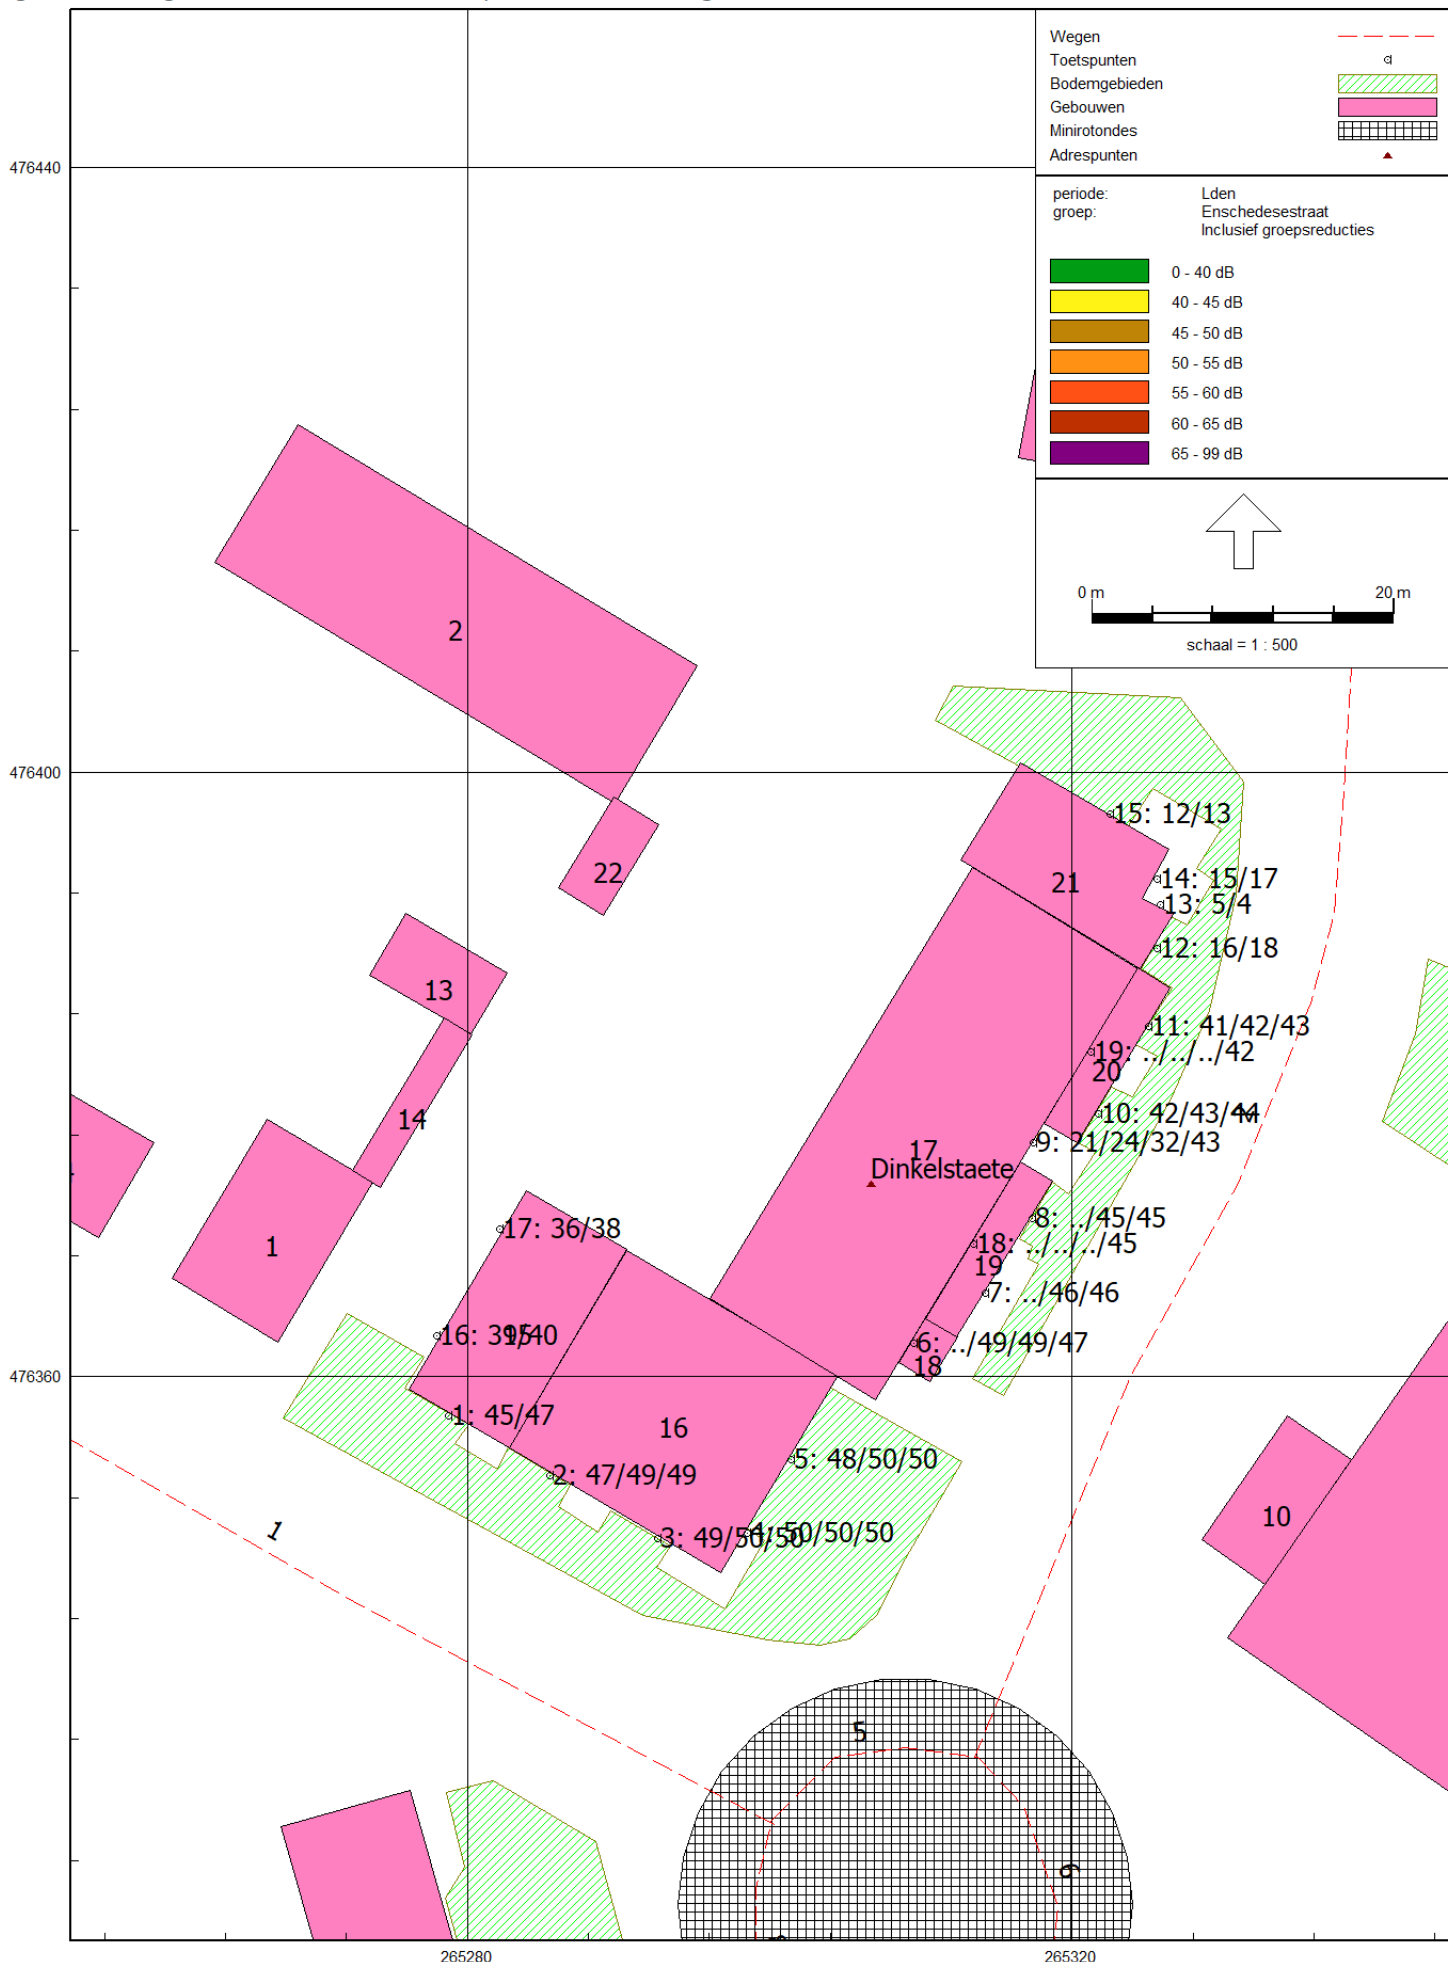 Wegen
Toetspunten
Bodemgebieden
Gebouwen
Minirotondes
Adrespunten
periode: Lden
groep: Enschedesestraat
Inclusief groepsreducties
0 - 40 dB
40 - 45 dB
45 - 50 dB
50 - 55 dB
55 - 60 dB
60 - 65 dB
65 - 99 dB
0 m 20 m
schaal = 1 : 500
476440
476400
476360
265280
265320
2
22
13
14
1
21
15: 12/13
14: 15/17
13: 5/4
12: 16/18
11: 41/42/43
19: ../../../42
20
10: 42/43/44
9: 21/24/32/43
17
Dinkelstaete
8: ../45/45
18: ../../../45
19
7: ../46/46
6: ../49/49/47
18
17: 36/38
16: 39/40
15
1: 45/47
16
2: 47/49/49
5: 48/50/50
3: 49/50/50
4: 50/50/50
10
1
5
6